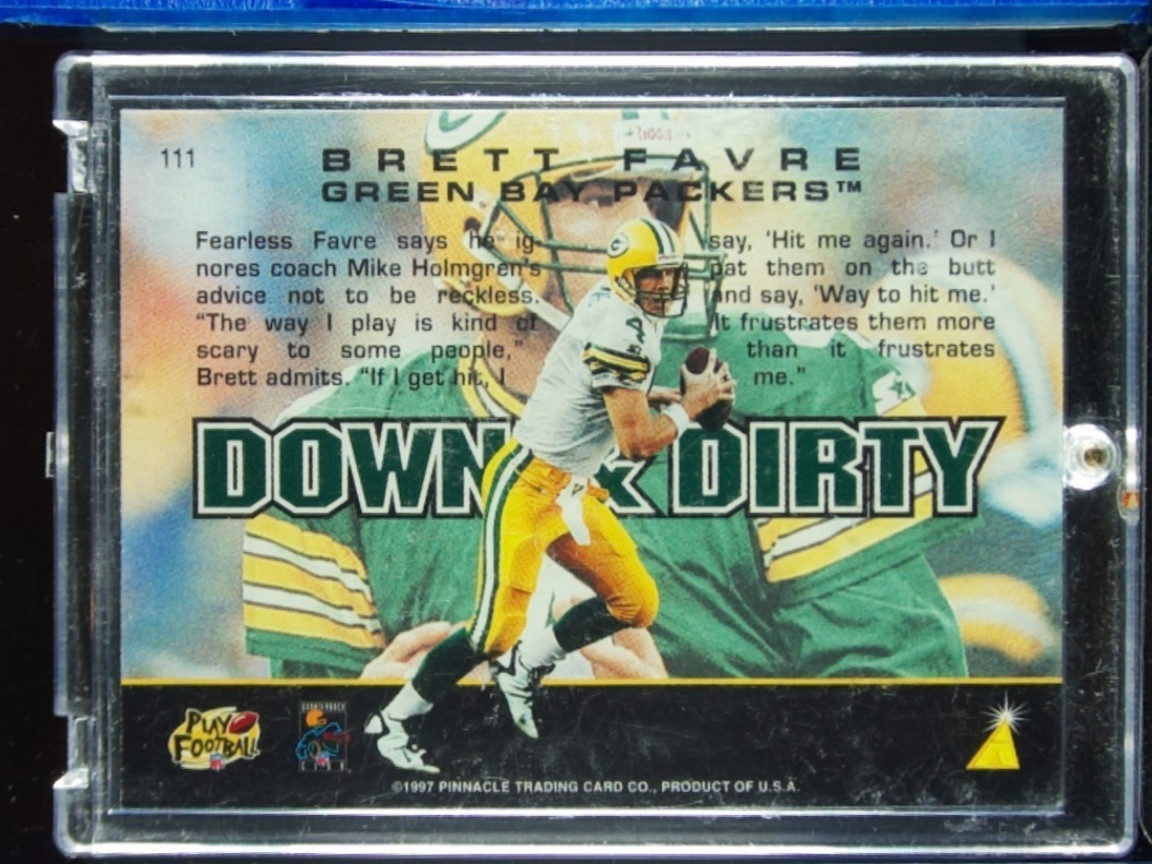 111
BRETT FAVRE
GREEN BAY PACKERS™
Fearless Favre says he ig-
nores coach Mike Holmgren's
advice not to be reckless.
“The way I play is kind of
scary to some people,”
Brett admits. “If I get hit, I
say, ‘Hit me again.’ Or I
pat them on the butt
and say, ‘Way to hit me.’
It frustrates them more
than it frustrates
me.”
DOWN & DIRTY
PLAY
FOOTBALL
QUARTERBACK
CLUB
©1997 PINNACLE TRADING CARD CO., PRODUCT OF U.S.A.